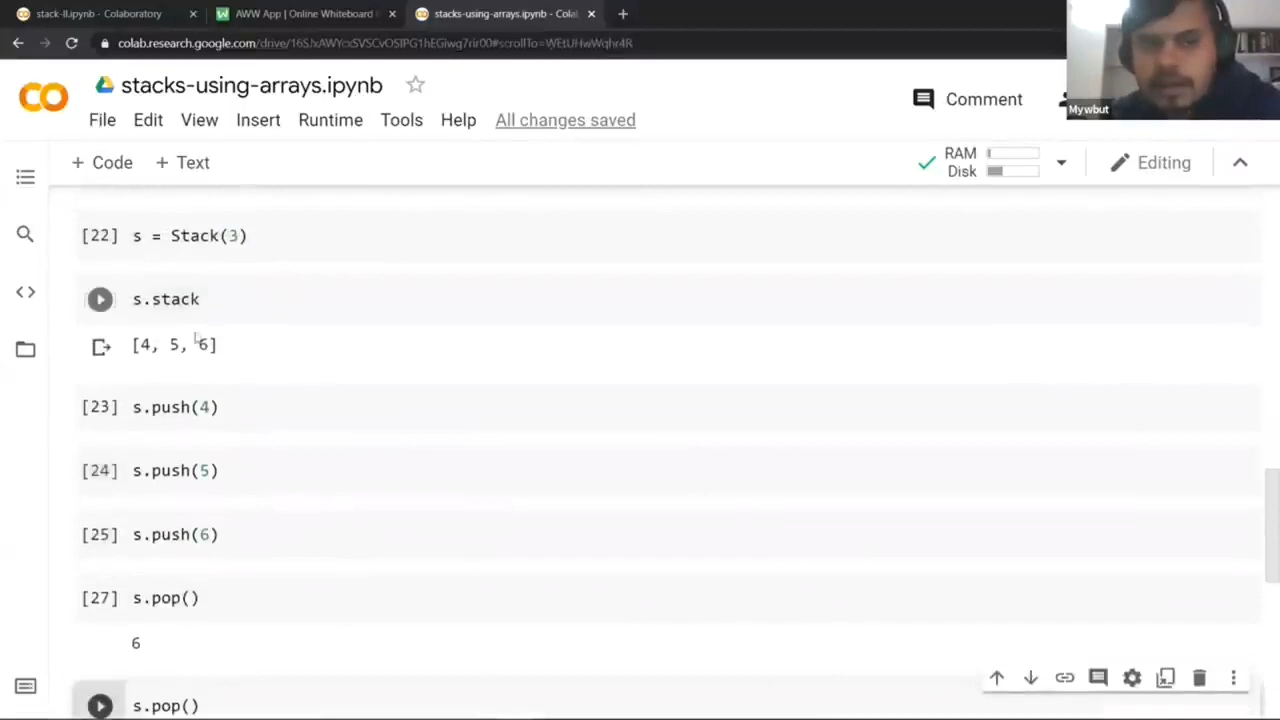 stack-ll.ipynb - Colaboratory
AWW App | Online Whiteboard
stacks-using-arrays.ipynb - Cola
colab.research.google.com/drive/
Mywbut
CO
stacks-using-arrays.ipynb
Comment
File Edit View Insert Runtime Tools Help All changes saved
+ Code + Text
RAM
Disk
Editing
[22] s = Stack(3)
s.stack
[4, 5, 6]
[23] s.push(4)
[24] s.push(5)
[25] s.push(6)
[27] s.pop()
6
s.pop()